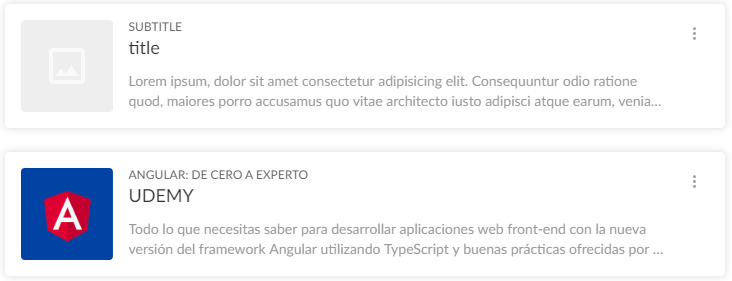 SUBTITLE
title
Lorem ipsum, dolor sit amet consectetur adipisicing elit. Consequuntur odio ratione
quod, maiores porro accusamus quo vitae architecto iusto adipisci atque earum, venia...
ANGULAR: DE CERO A EXPERTO
UDEMY
A
Todo lo que necesitas saber para desarrollar aplicaciones web front-end con la nueva
versión del framework Angular utilizando TypeScript y buenas prácticas ofrecidas por ...